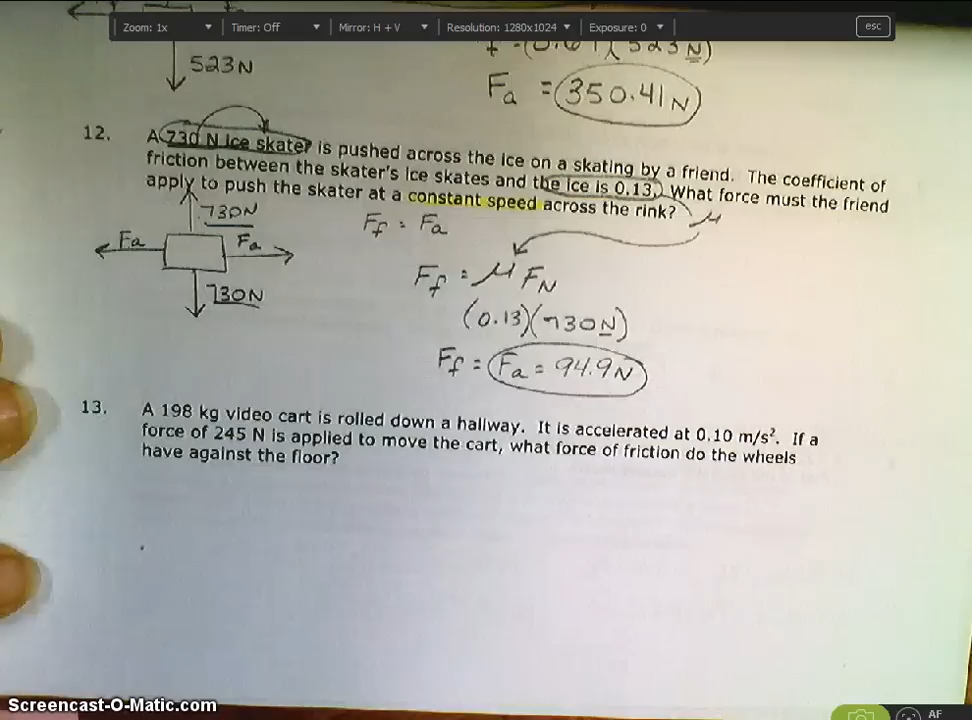 Zoom: 1x Timer: Off Mirror: H + V Resolution: 1280x1024 Exposure: 0 esc
523N
Fa = 350.41N
12. A 730 N ice skater is pushed across the ice on a skating by a friend. The coefficient of
friction between the skater's ice skates and the ice is 0.13. What force must the friend
apply to push the skater at a constant speed across the rink? μ
730N
Ff = Fa
Fa Fa
Ff = μ FN
730N
(0.13)(730N)
Ff = Fa = 94.9N
13. A 198 kg video cart is rolled down a hallway. It is accelerated at 0.10 m/s². If a
force of 245 N is applied to move the cart, what force of friction do the wheels
have against the floor?
Screencast-O-Matic.com
AF